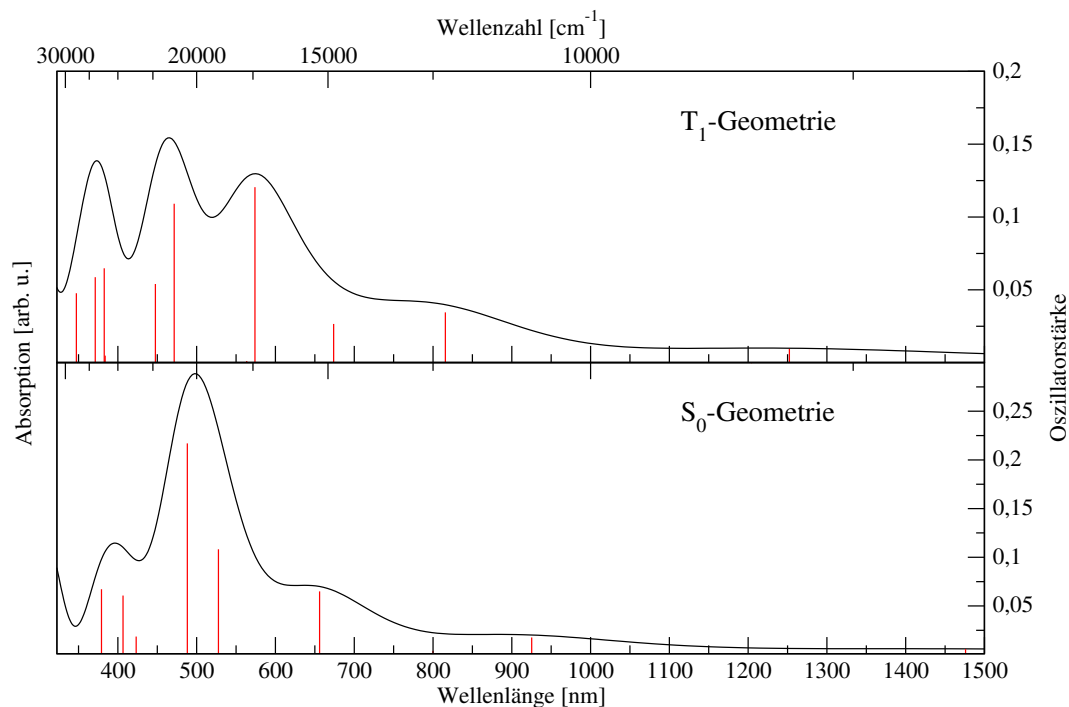 Wellenzahl [cm⁻¹]
30000 20000 15000 10000
T₁-Geometrie
0,2
0,15
0,1
0,05
S₀-Geometrie
0,25
0,2
0,15
0,1
0,05
Absorption [arb. u.]
Oszillatorstärke
400 500 600 700 800 900 1000 1100 1200 1300 1400 1500
Wellenlänge [nm]